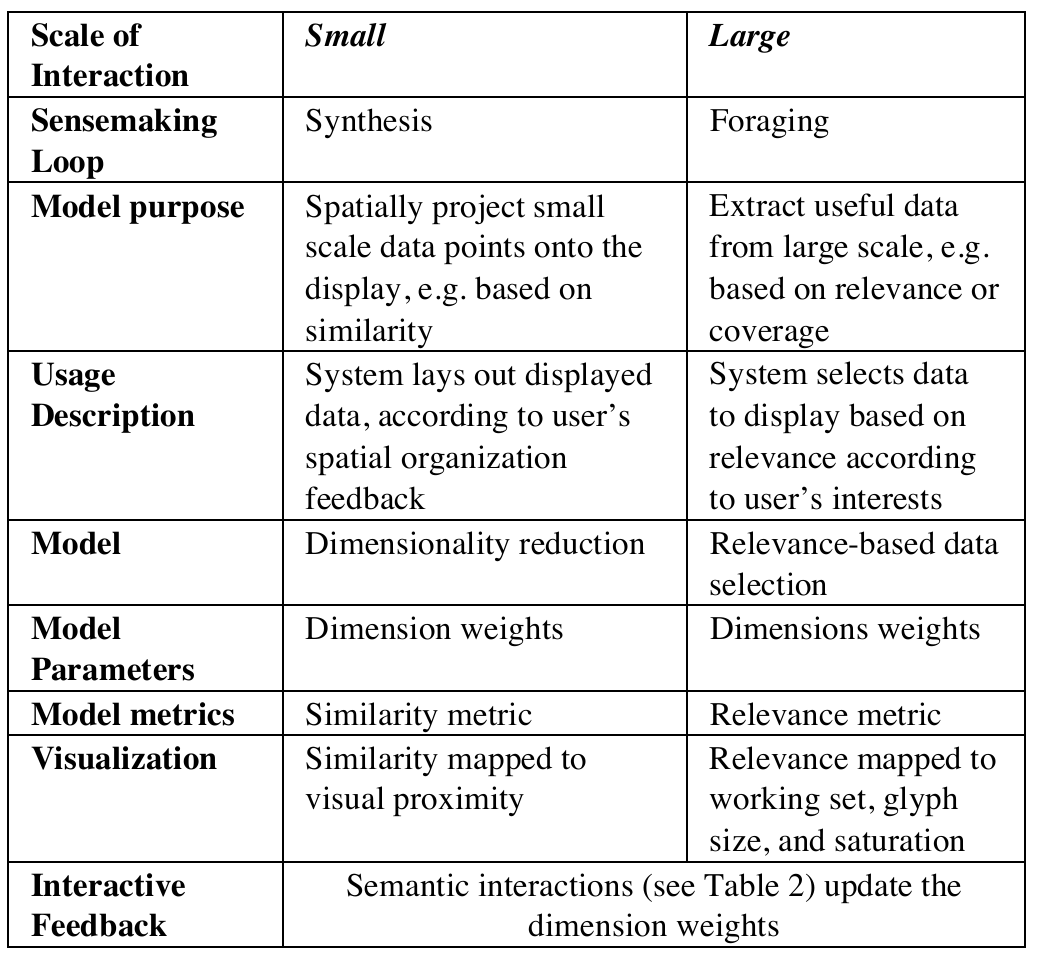 Scale of
Interaction
Small
Large
Sensemaking
Loop
Synthesis
Foraging
Model purpose
Spatially project small
scale data points onto the
display, e.g. based on
similarity
Extract useful data
from large scale, e.g.
based on relevance or
coverage
Usage
Description
System lays out displayed
data, according to user’s
spatial organization
feedback
System selects data
to display based on
relevance according
to user’s interests
Model
Dimensionality reduction
Relevance-based data
selection
Model
Parameters
Dimension weights
Dimensions weights
Model metrics
Similarity metric
Relevance metric
Visualization
Similarity mapped to
visual proximity
Relevance mapped to
working set, glyph
size, and saturation
Interactive
Feedback
Semantic interactions (see Table 2) update the
dimension weights